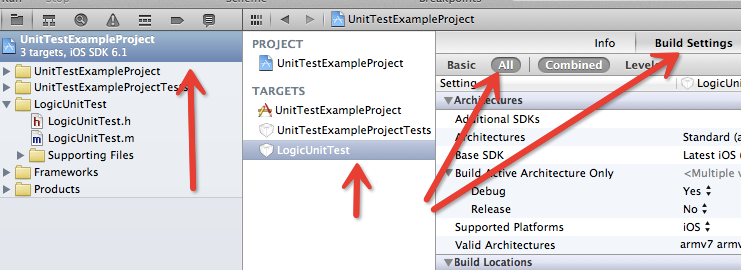 Scheme
UnitTestExampleProject
UnitTestExampleProject
3 targets, iOS SDK 6.1
UnitTestExampleProject
UnitTestExampleProjectTests
LogicUnitTest
LogicUnitTest.h
LogicUnitTest.m
Supporting Files
Frameworks
Products
PROJECT
UnitTestExampleProject
TARGETS
UnitTestExampleProject
UnitTestExampleProjectTests
LogicUnitTest
Info
Build Settings
Basic
All
Combined
Levels
Setting
LogicUni
Architectures
Additional SDKs
Architectures
Standard (a
Base SDK
Latest iOS (
Build Active Architecture Only
<Multiple v
Debug
Yes
Release
No
Supported Platforms
iOS
Valid Architectures
armv7 armv
Build Locations